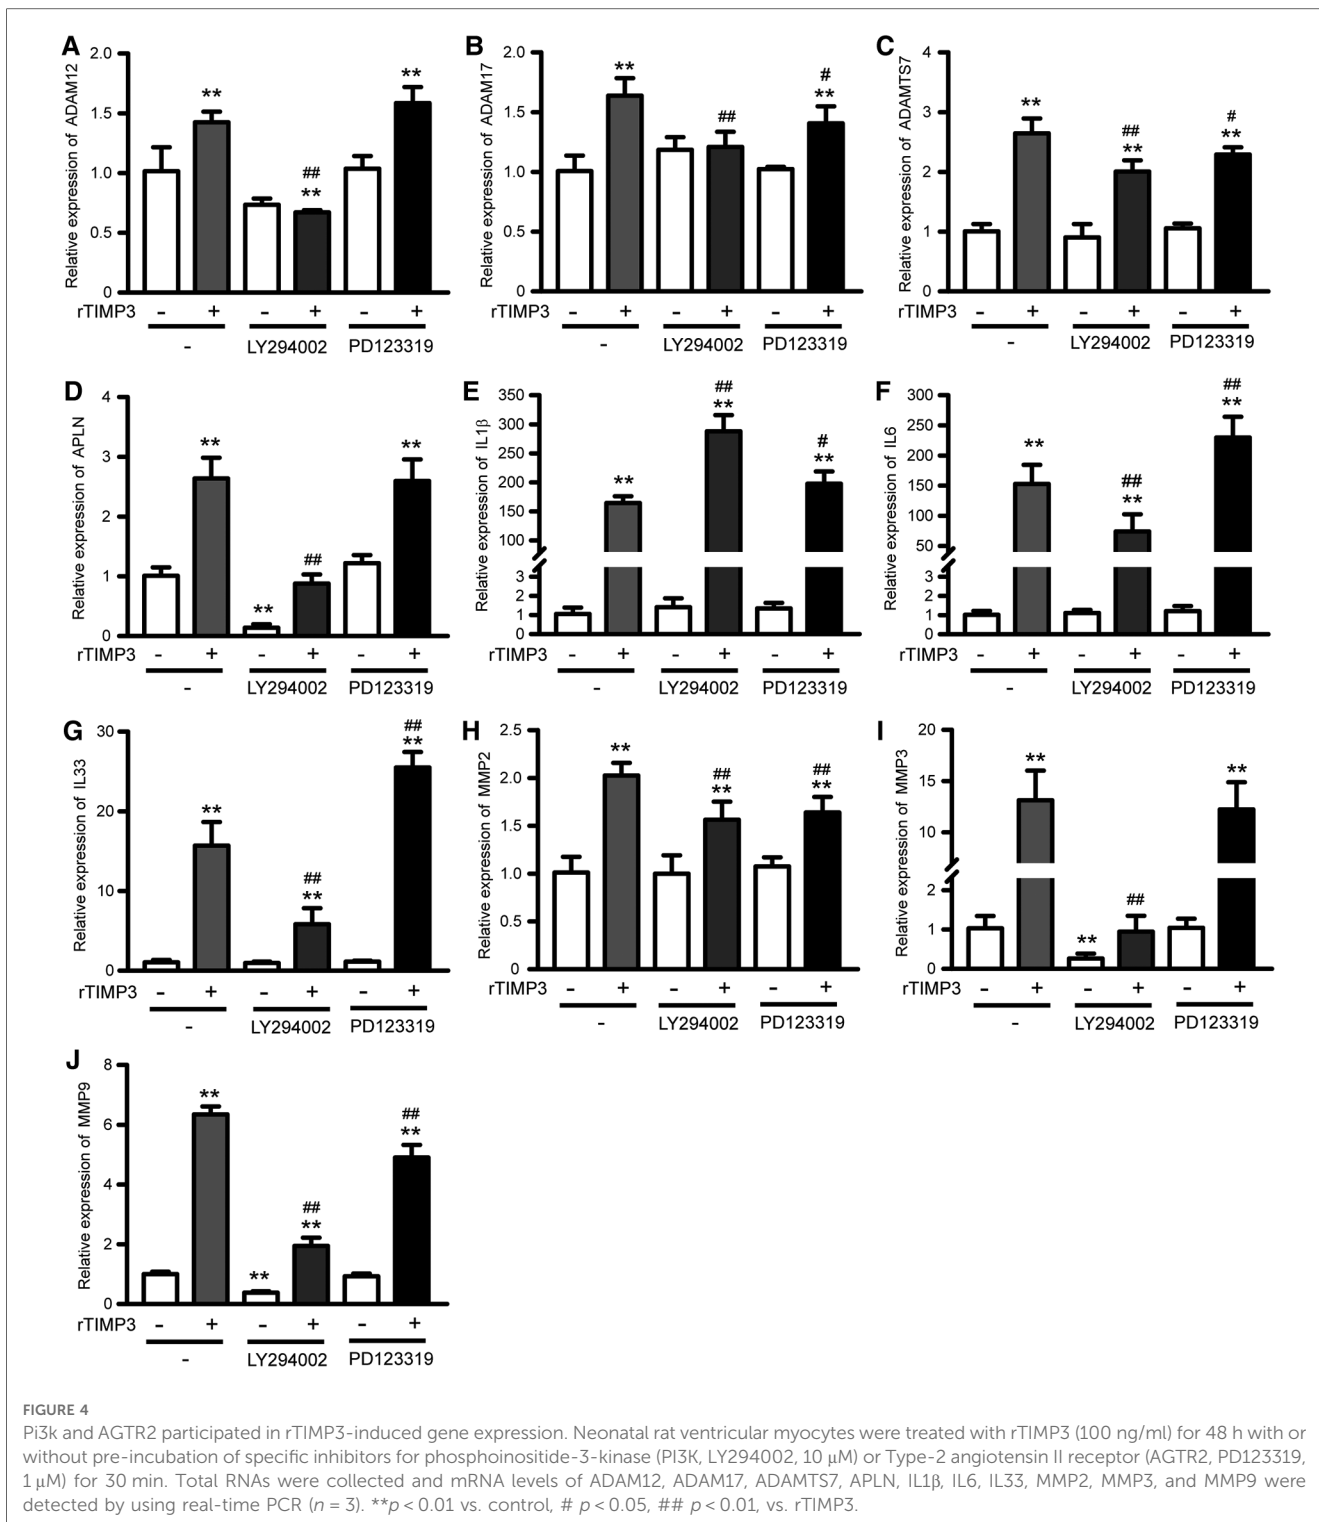 A
Relative expression of ADAM12
2.0
1.5
1.0
0.5
0
**
**
##
**
rTIMP3 - + - + - +
- LY294002 PD123319
B
Relative expression of ADAM17
2.0
1.5
1.0
0.5
0
**
##
#
**
rTIMP3 - + - + - +
- LY294002 PD123319
C
Relative expression of ADAMTS7
4
3
2
1
0
**
##
**
#
**
rTIMP3 - + - + - +
- LY294002 PD123319
D
Relative expression of APLN
4
3
2
1
0
**
**
##
**
rTIMP3 - + - + - +
- LY294002 PD123319
E
Relative expression of IL1β
350
300
250
200
150
100
3
2
1
0
**
##
**
#
**
rTIMP3 - + - + - +
- LY294002 PD123319
F
Relative expression of IL6
300
250
200
150
100
50
3
2
1
0
**
##
**
##
**
rTIMP3 - + - + - +
- LY294002 PD123319
G
Relative expression of IL33
30
20
10
0
**
##
**
##
**
rTIMP3 - + - + - +
- LY294002 PD123319
H
Relative expression of MMP2
2.5
2.0
1.5
1.0
0.5
0
**
##
**
##
**
rTIMP3 - + - + - +
- LY294002 PD123319
I
Relative expression of MMP3
20
15
10
2
1
0
**
**
##
**
rTIMP3 - + - + - +
- LY294002 PD123319
J
Relative expression of MMP9
8
6
4
2
0
**
**
##
**
##
**
rTIMP3 - + - + - +
- LY294002 PD123319
FIGURE 4
Pi3k and AGTR2 participated in rTIMP3-induced gene expression. Neonatal rat ventricular myocytes were treated with rTIMP3 (100 ng/ml) for 48 h with or
without pre-incubation of specific inhibitors for phosphoinositide-3-kinase (PI3K, LY294002, 10 μM) or Type-2 angiotensin II receptor (AGTR2, PD123319,
1 μM) for 30 min. Total RNAs were collected and mRNA levels of ADAM12, ADAM17, ADAMTS7, APLN, IL1β, IL6, IL33, MMP2, MMP3, and MMP9 were
detected by using real-time PCR (n = 3). **p < 0.01 vs. control, # p < 0.05, ## p < 0.01, vs. rTIMP3.